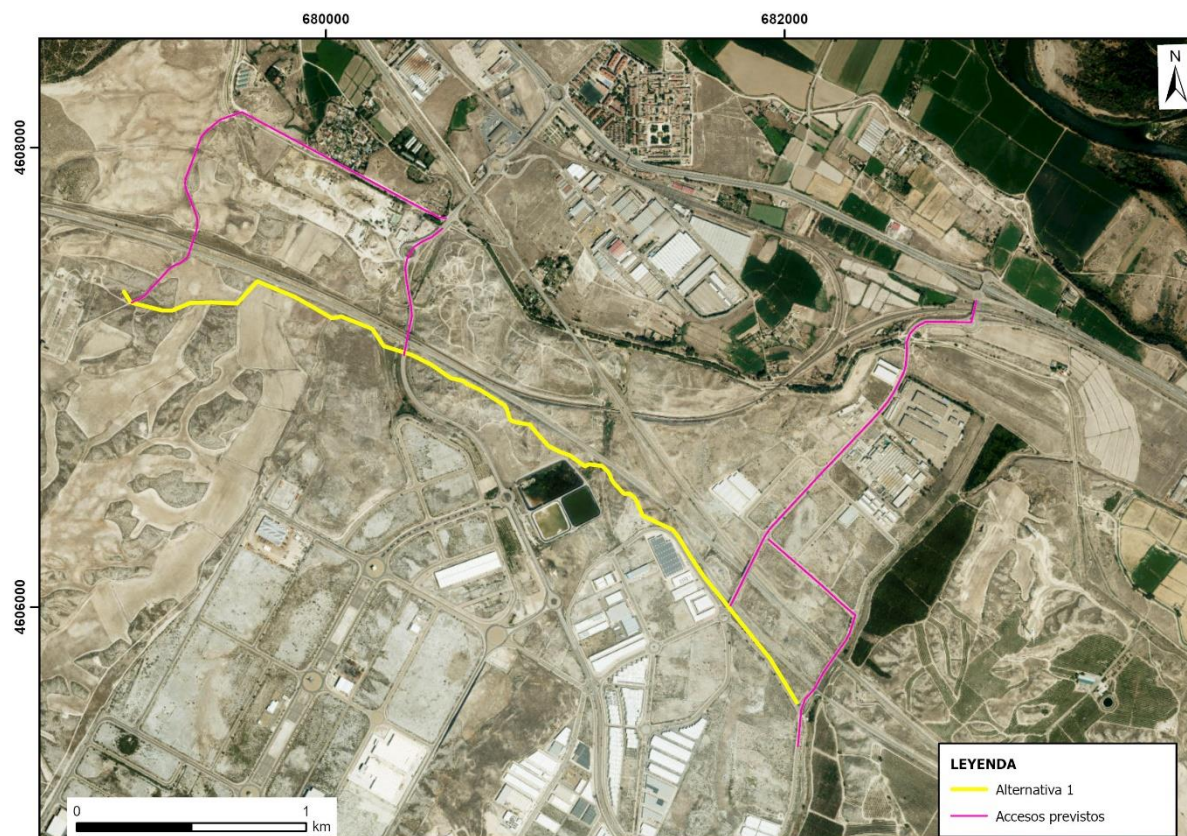 680000
682000
N
4608000
4606000
0
1
km
LEYENDA
Alternativa 1
Accesos previstos